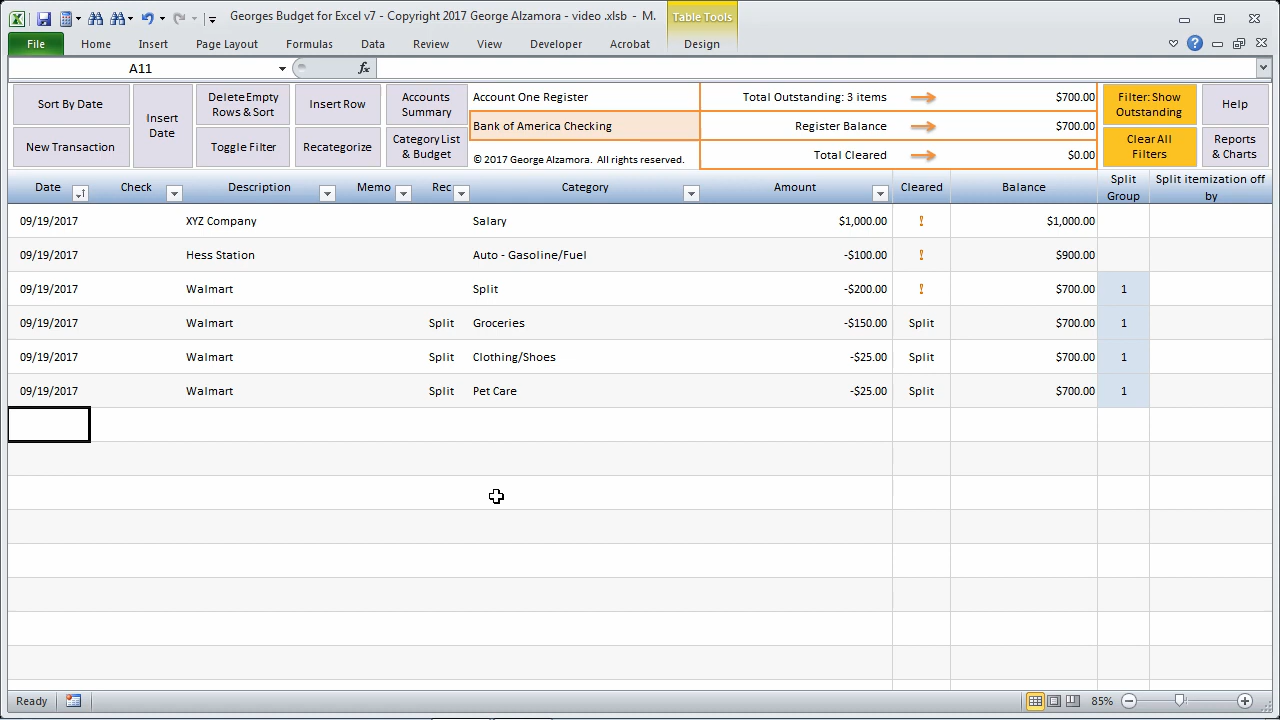 Georges Budget for Excel v7 - Copyright 2017 George Alzamora - video .xlsb - M.
Table Tools
File Home Insert Page Layout Formulas Data Review View Developer Acrobat Design
A11 fx
Sort By Date
New Transaction
Insert
Date
Delete Empty
Rows & Sort
Toggle Filter
Insert Row
Recategorize
Accounts
Summary
Category List
& Budget
Account One Register
Bank of America Checking
© 2017 George Alzamora. All rights reserved.
Total Outstanding: 3 items $700.00
Register Balance $700.00
Total Cleared $0.00
Filter: Show
Outstanding
Clear All
Filters
Help
Reports
& Charts
Date Check Description Memo Rec Category Amount Cleared Balance
Split
Group
Split itemization off
by
09/19/2017 XYZ Company Salary $1,000.00 ! $1,000.00
09/19/2017 Hess Station Auto - Gasoline/Fuel -$100.00 ! $900.00
09/19/2017 Walmart Split -$200.00 ! $700.00 1
09/19/2017 Walmart Split Groceries -$150.00 Split $700.00 1
09/19/2017 Walmart Split Clothing/Shoes -$25.00 Split $700.00 1
09/19/2017 Walmart Split Pet Care -$25.00 Split $700.00 1
Ready 85%